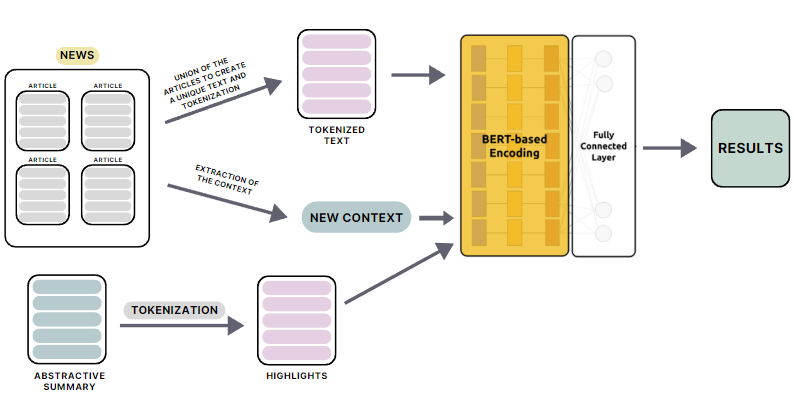 NEWS
ARTICLE
ARTICLE
ARTICLE
ARTICLE
UNION OF THE
ARTICLES TO CREATE
A UNIQUE TEXT AND
TOKENIZATION
TOKENIZED
TEXT
EXTRACTION OF
THE CONTEXT
NEW CONTEXT
BERT-based
Encoding
Fully
Connected
Layer
RESULTS
TOKENIZATION
ABSTRACTIVE
SUMMARY
HIGHLIGHTS